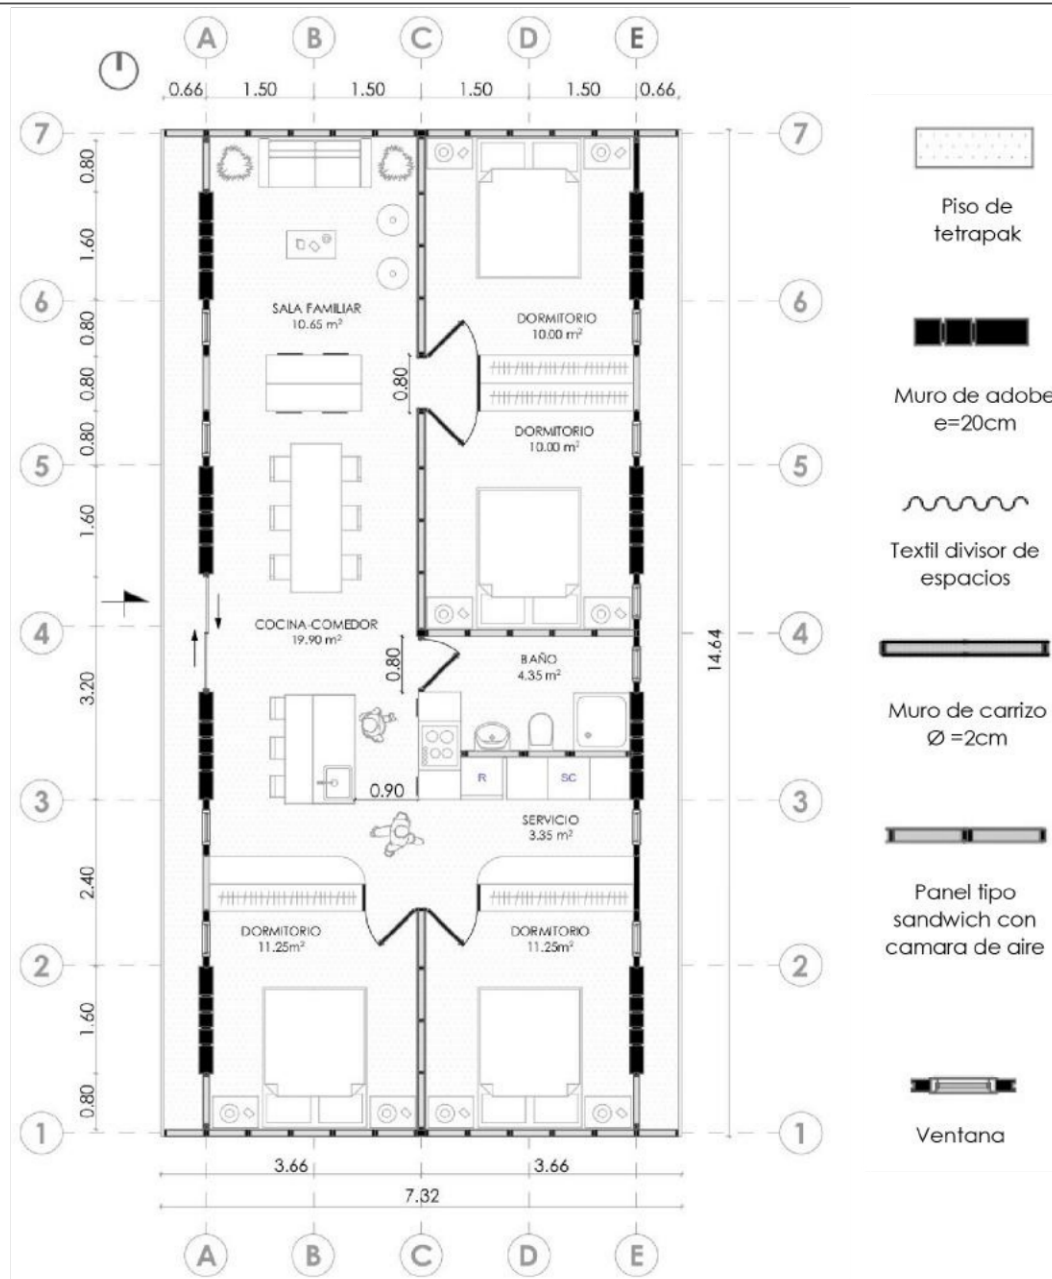 A B C D E
0.66 1.50 1.50 1.50 1.50 0.66
7 7
0.80
1.60
6 6
SALA FAMILIAR
10.65 m²
DORMITORIO
10.00 m²
0.80
0.80
0.80
0.80
DORMITORIO
10.00 m²
5 5
1.60
COCINA-COMEDOR
19.90 m²
4 4
0.80
BAÑO
4.35 m²
14.64
3.20
R SC
0.90
3 3
SERVICIO
3.35 m²
2.40
DORMITORIO
11.25m²
DORMITORIO
11.25m²
2 2
1.60
0.80
1 1
3.66 3.66
7.32
A B C D E
Piso de
tetrapak
Muro de adobe
e=20cm
Textil divisor de
espacios
Muro de carrizo
Ø =2cm
Panel tipo
sandwich con
camara de aire
Ventana